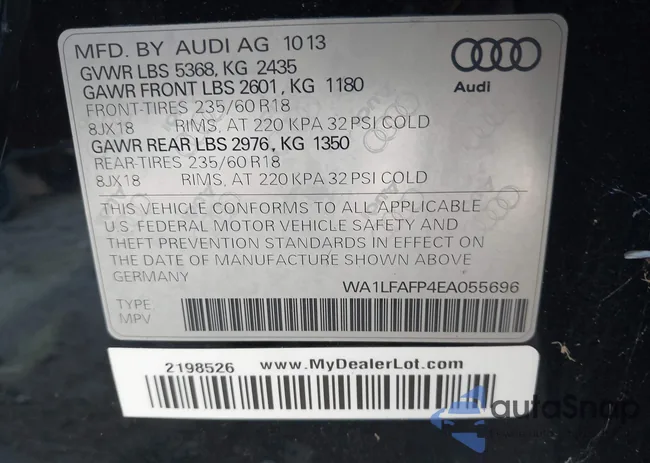 MFD. BY AUDI AG 10 13
GVWR LBS 5368, KG 2435
GAWR FRONT LBS 2601, KG 1180
FRONT-TIRES 235/60 R18
8JX18 RIMS, AT 220 KPA 32 PSI COLD
GAWR REAR LBS 2976, KG 1350
REAR-TIRES 235/60 R18
8JX18 RIMS, AT 220 KPA 32 PSI COLD
Audi
THIS VEHICLE CONFORMS TO ALL APPLICABLE
U.S. FEDERAL MOTOR VEHICLE SAFETY AND
THEFT PREVENTION STANDARDS IN EFFECT ON
THE DATE OF MANUFACTURE SHOWN ABOVE
GERMANY
WA1LFAFP4EA055696
TYPE
MPV
2198526 www.MyDealerLot.com
autoSnap